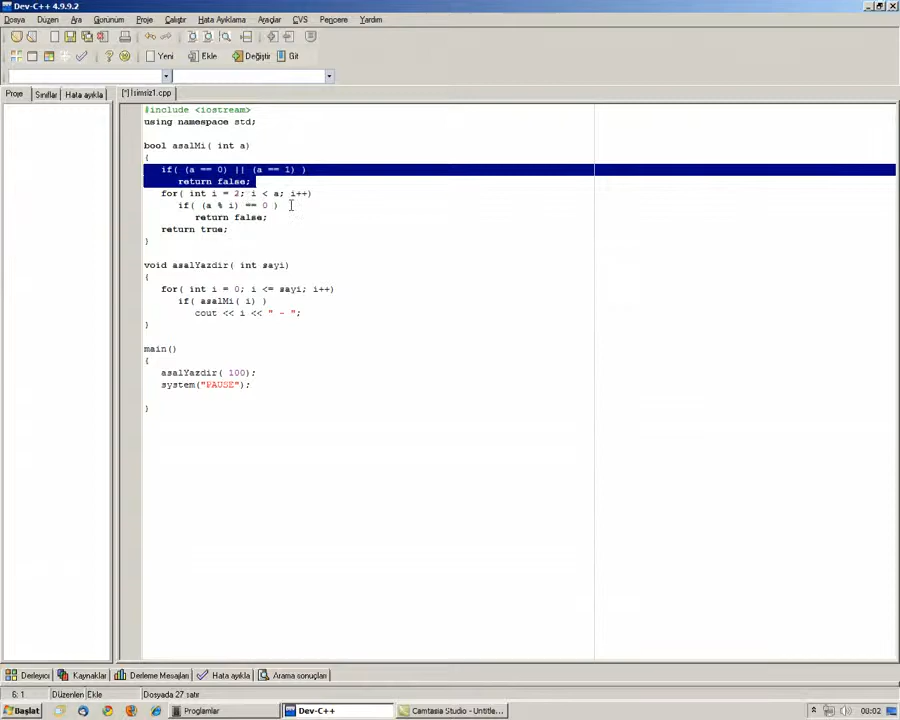 Dev-C++ 4.9.9.2
Dosya Düzen Ara Görünüm Proje Çalıştır Hata Ayıklama Araçlar CVS Pencere Yardım
Yeni Ekle Değiştir Git
Proje Sınıflar Hata ayıkla [*] İsimsiz1.cpp
#include <iostream>
using namespace std;
bool asalMi( int a)
{
if( (a == 0) || (a == 1) )
return false;
for( int i = 2; i < a; i++)
if( (a % i) == 0 )
return false;
return true;
}
void asalYazdir( int sayi)
{
for( int i = 0; i <= sayi; i++)
if( asalMi( i) )
cout << i << " - ";
}
main()
{
asalYazdir( 100);
system("PAUSE");
}
Derleyici Kaynaklar Derleme Mesajları Hata ayıkla Arama sonuçları
6: 1 Düzenlen Ekle Dosyada 27 satır
Başlat Proglamlar Dev-C++ Camtasia Studio - Untitle... 00:02